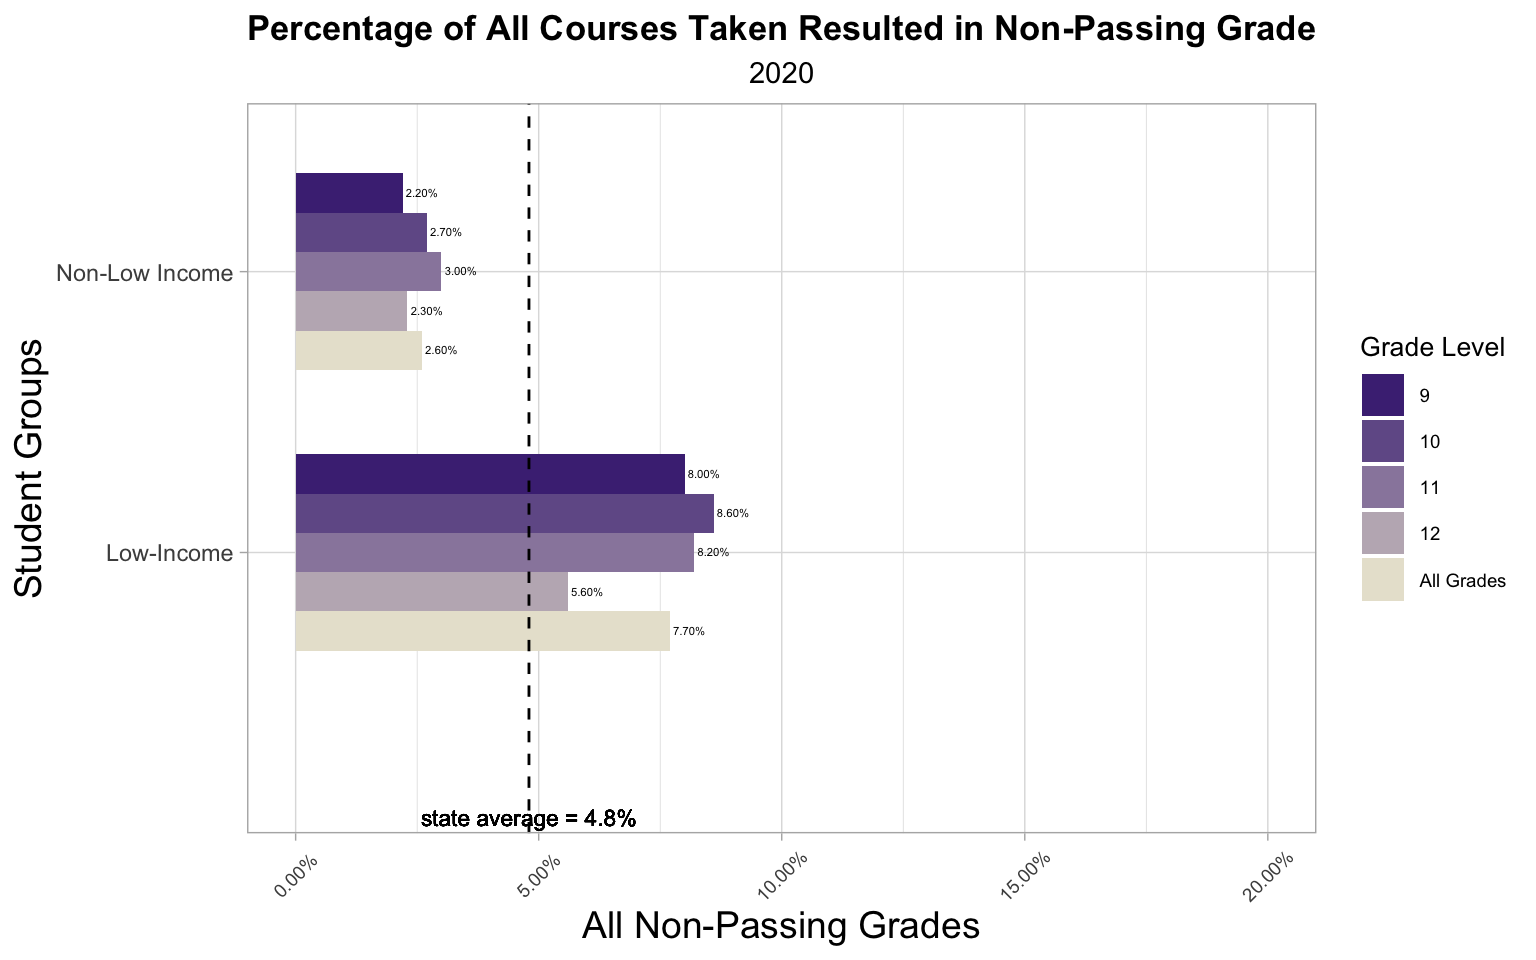 Percentage of All Courses Taken Resulted in Non-Passing Grade
2020
Student Groups
Non-Low Income
2.20%
2.70%
3.00%
2.30%
2.60%
Low-Income
8.00%
8.60%
8.20%
5.60%
7.70%
state average = 4.8%
0.00%
5.00%
10.00%
15.00%
20.00%
All Non-Passing Grades
Grade Level
9
10
11
12
All Grades